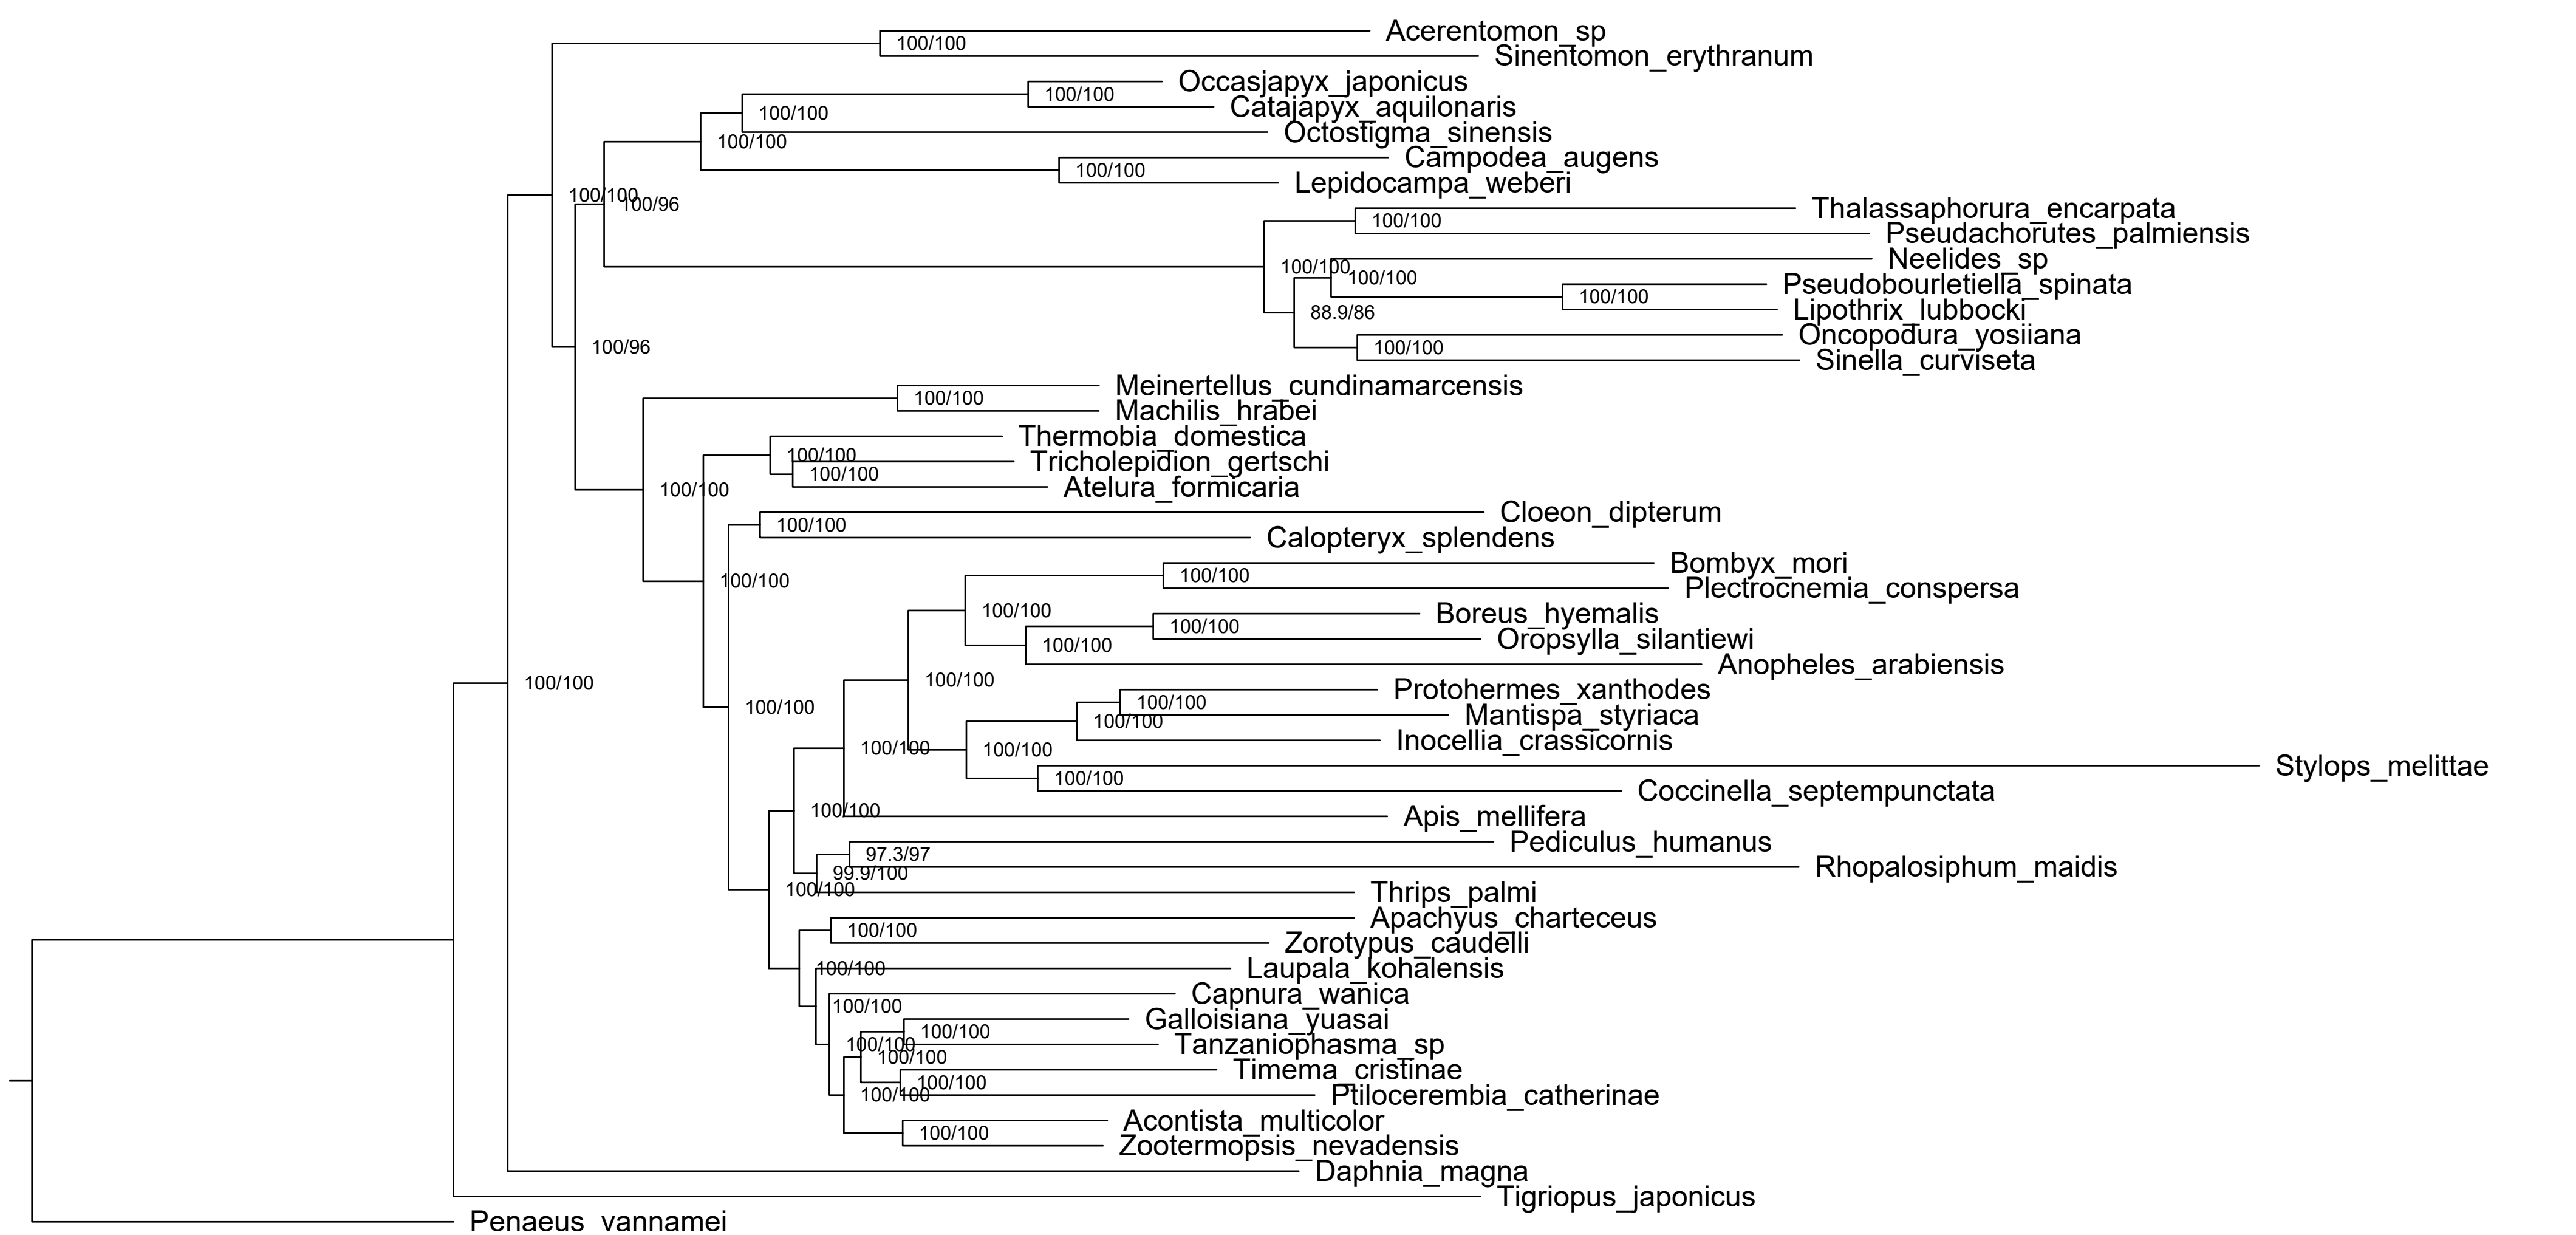 Acerentomon_sp
100/100
Sinentomon_erythranum
Occasjapyx_japonicus
100/100
Catajapyx_aquilonaris
100/100
Octostigma_sinensis
100/100
Campodea_augens
100/100
Lepidocampa_weberi
100/100
100/96
Thalassaphorura_encarpata
100/100
Pseudachorutes_palmiensis
Neelides_sp
100/100
100/100
Pseudobourletiella_spinata
100/100
Lipothrix_lubbocki
88.9/86
Oncopodura_yosiiana
100/96
100/100
Sinella_curviseta
Meinertellus_cundinamarcensis
100/100
Machilis_hrabei
Thermobia_domestica
100/100
Tricholepidion_gertschi
100/100
Atelura_formicaria
100/100
Cloeon_dipterum
100/100
Calopteryx_splendens
Bombyx_mori
100/100
100/100
Plectrocnemia_conspersa
100/100
Boreus_hyemalis
100/100
Oropsylla_silantiewi
100/100
Anopheles_arabiensis
100/100
100/100
Protohermes_xanthodes
100/100
100/100
Mantispa_styriaca
100/100
Inocellia_crassicornis
100/100
100/100
Stylops_melittae
100/100
Coccinella_septempunctata
100/100
Apis_mellifera
Pediculus_humanus
97.3/97
Rhopalosiphum_maidis
99.9/100
100/100
Thrips_palmi
Apachyus_charteceus
100/100
Zorotypus_caudelli
100/100
Laupala_kohalensis
Capnura_wanica
100/100
Galloisiana_yuasai
100/100
100/100
Tanzaniophasma_sp
100/100
Timema_cristinae
100/100
100/100
Ptilocerembia_catherinae
Acontista_multicolor
100/100
Zootermopsis_nevadensis
Daphnia_magna
Tigriopus_japonicus
Penaeus vannamei